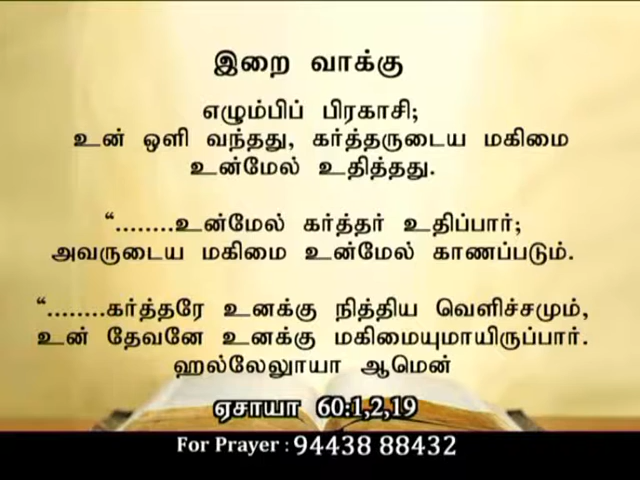 இறை வாக்கு
எழும்பிப் பிரகாசி;
உன் ஒளி வந்தது, கர்த்தருடைய மகிமை
உன்மேல் உதித்தது.
“........உன்மேல் கர்த்தர் உதிப்பார்;
அவருடைய மகிமை உன்மேல் காணப்படும்.
“........கர்த்தரே உனக்கு நித்திய வெளிச்சமும்,
உன் தேவனே உனக்கு மகிமையுமாயிருப்பார்.
ஹல்லேலுாயா ஆமென்
ஏசாயா 60:1,2,19
For Prayer : 94438 88432